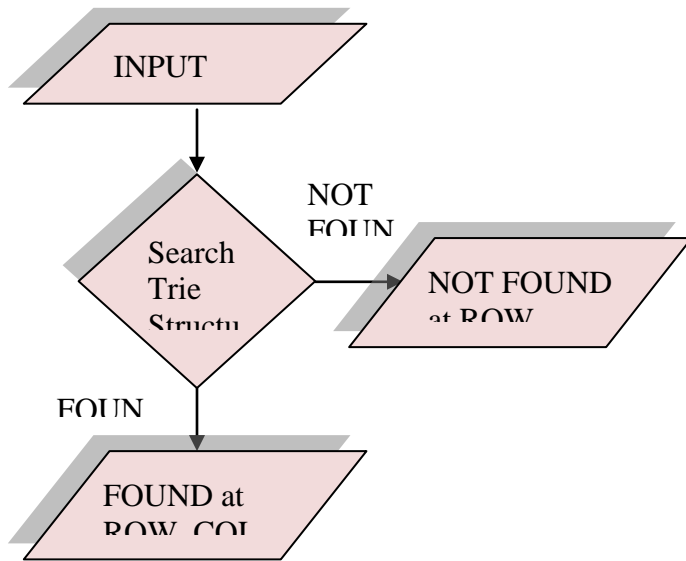 INPUT
NOT
FOUN
Search
Trie
Structu
NOT FOUND
at ROW
FOUN
FOUND at
ROW COL